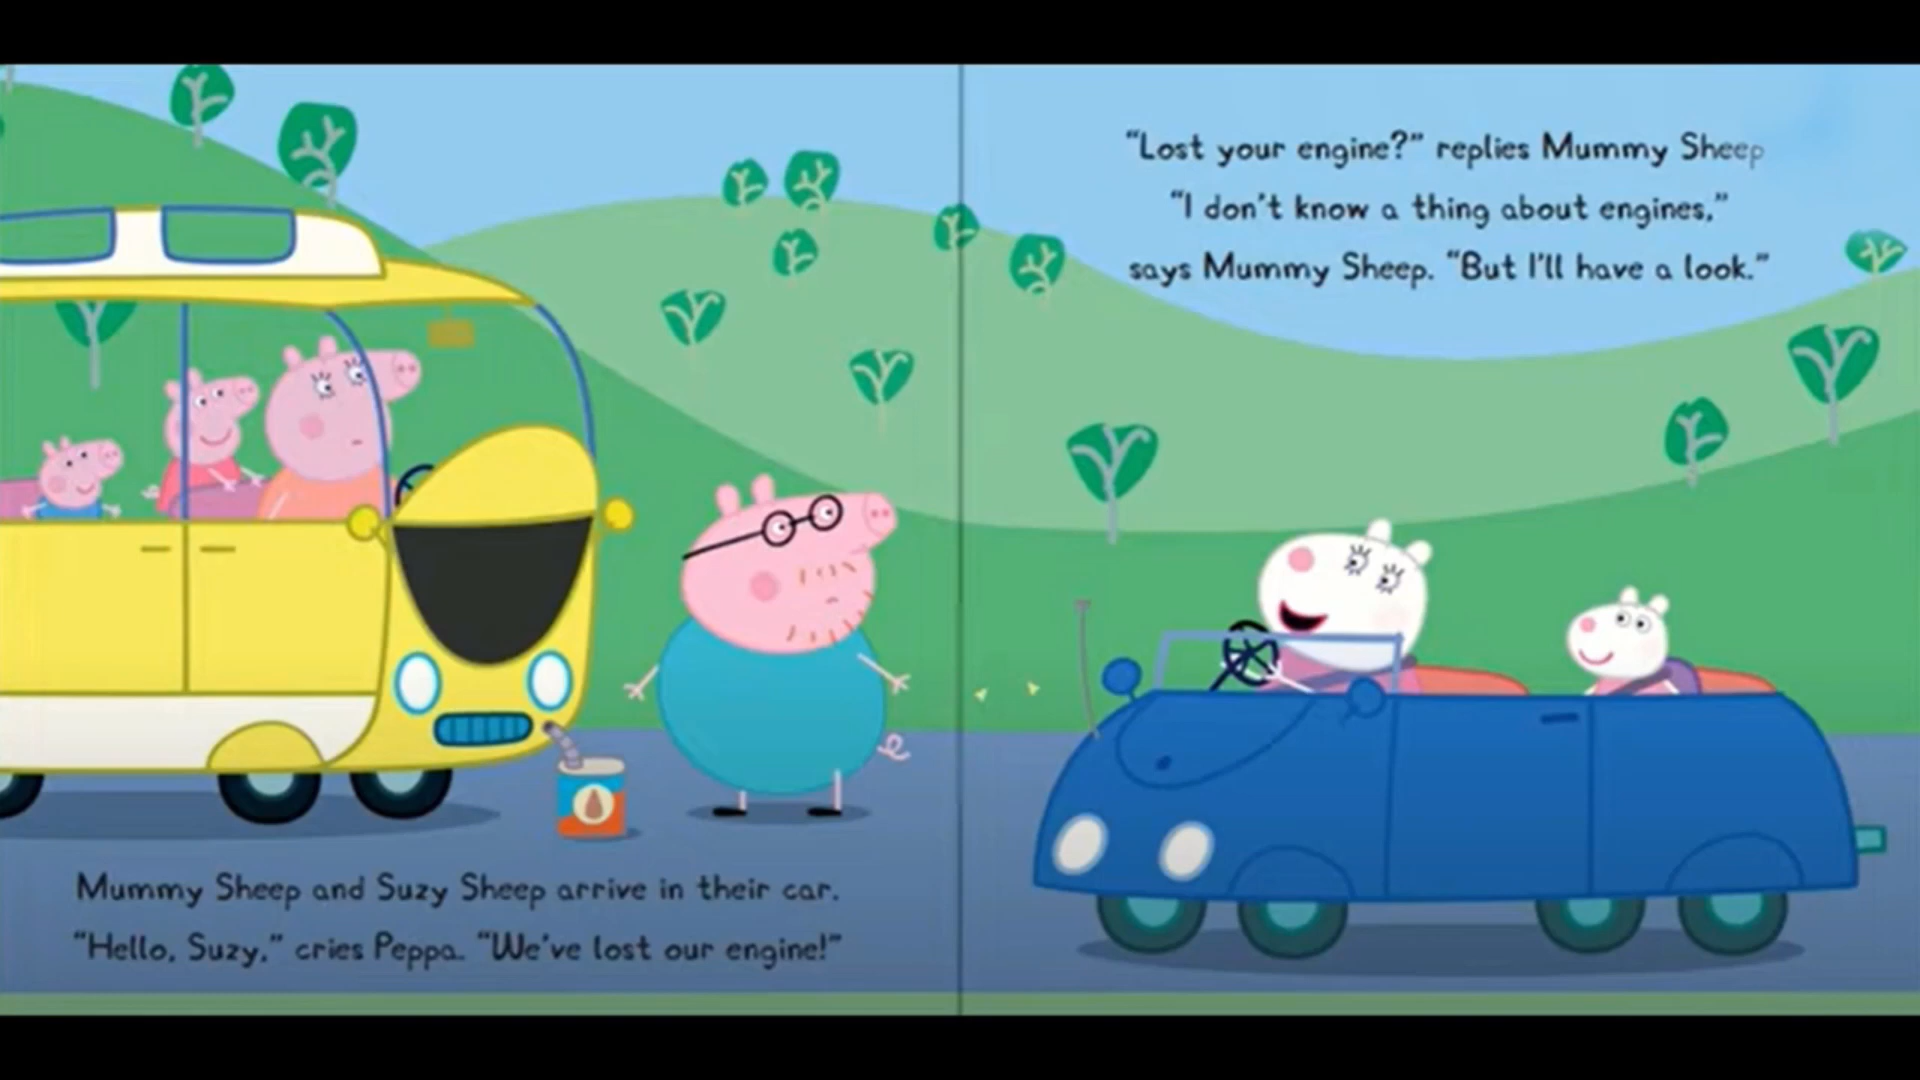 Mummy Sheep and Suzy Sheep arrive in their car.
“Hello, Suzy,” cries Peppa. “We’ve lost our engine!”
“Lost your engine?” replies Mummy Sheep
“I don’t know a thing about engines,”
says Mummy Sheep. “But I’ll have a look.”